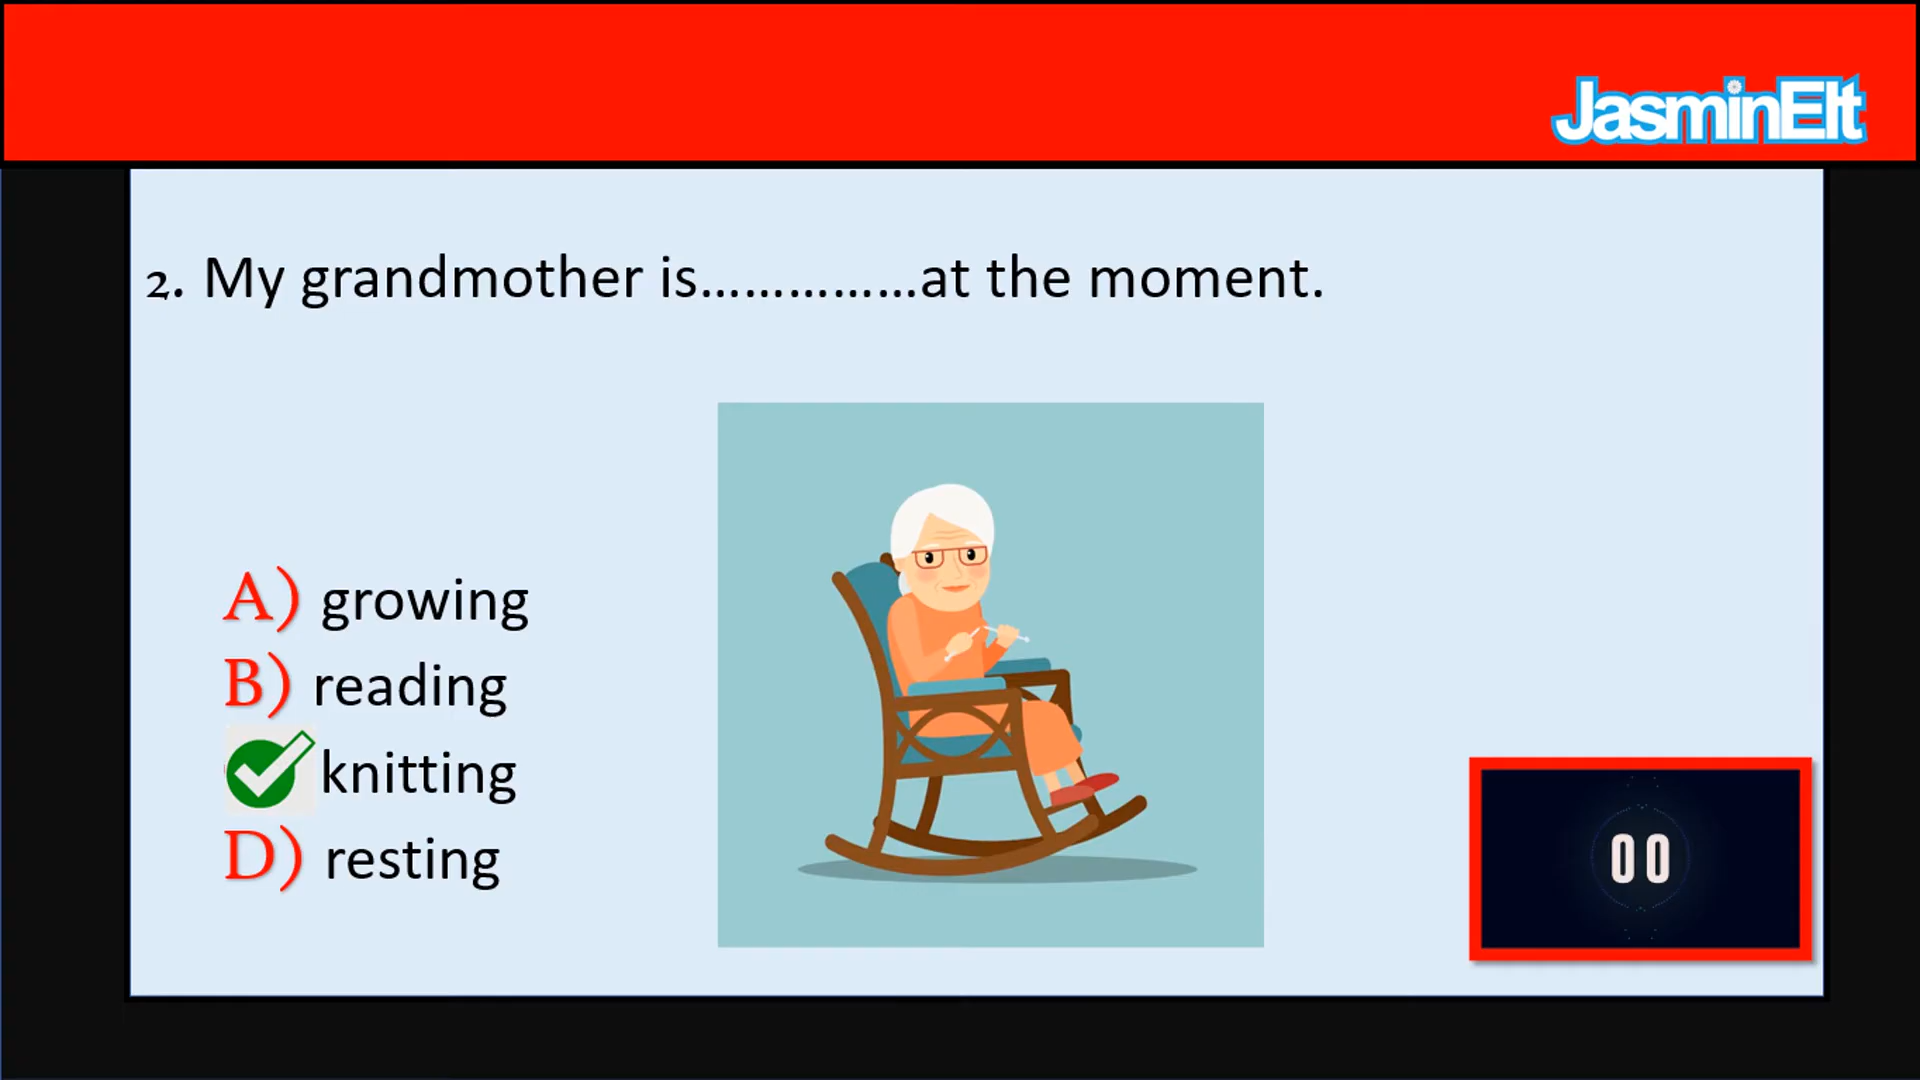 JasminElt
2. My grandmother is……………at the moment.
A) growing
B) reading
knitting
D) resting
00